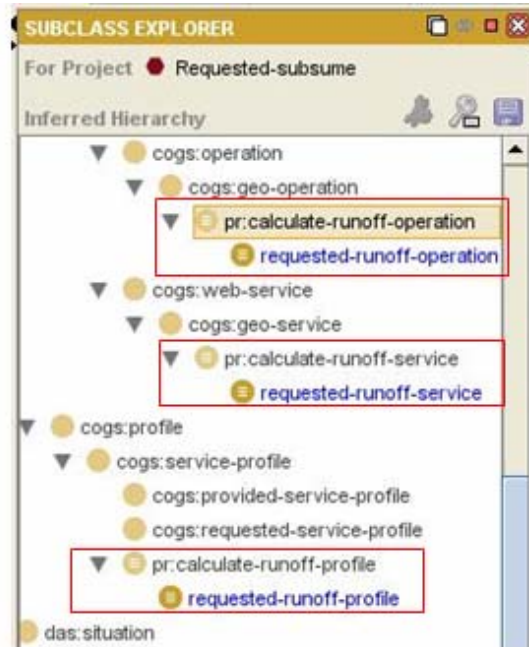 SUBCLASS EXPLORER
For Project Requested-subsume
Inferred Hierarchy
cogs:operation
cogs:geo-operation
pr:calculate-runoff-operation
requested-runoff-operation
cogs:web-service
cogs:geo-service
pr:calculate-runoff-service
requested-runoff-service
cogs:profile
cogs:service-profile
cogs:provided-service-profile
cogs:requested-service-profile
pr:calculate-runoff-profile
requested-runoff-profile
das:situation